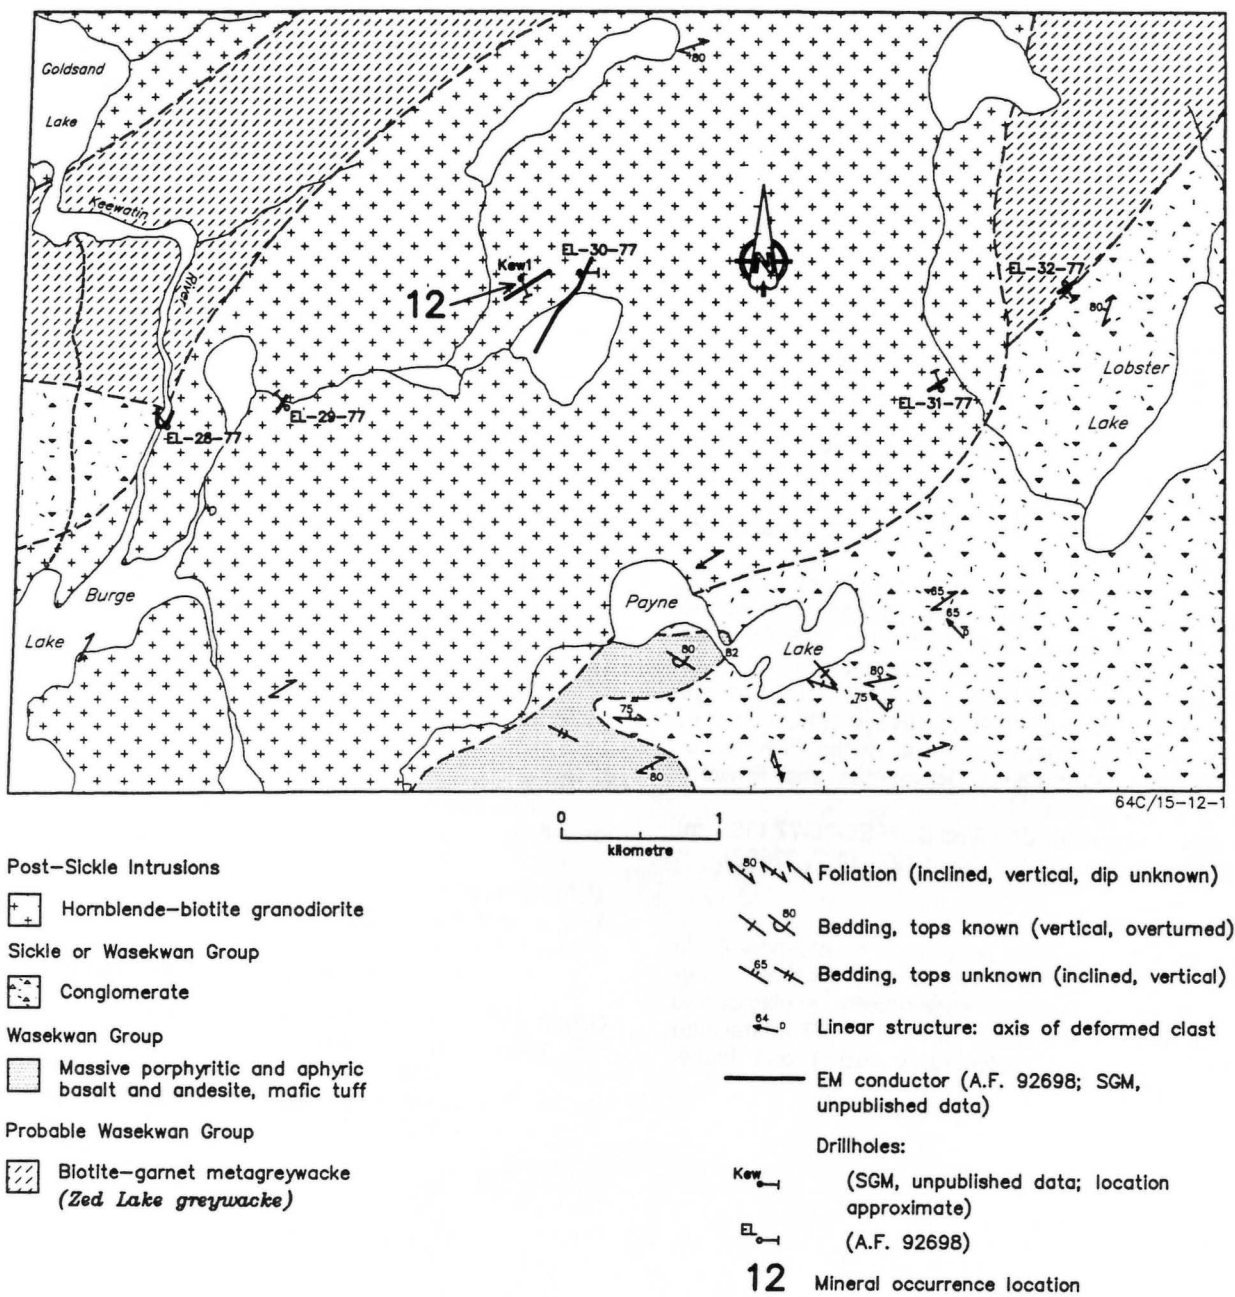 Goldsand
Lake
80
Keewatin
River
EL-30-77
Kew1
12
N
EL-32-77
80
Lobster
Lake
EL-31-77
EL-29-77
EL-28-77
Burge
Lake
Payne
Lake
65
65
80
82
80
75
75
80
64C/15-12-1
0 1
kilometre
Post-Sickle Intrusions
Hornblende-biotite granodiorite
Sickle or Wasekwan Group
Conglomerate
Wasekwan Group
Massive porphyritic and aphyric
basalt and andesite, mafic tuff
Probable Wasekwan Group
Biotite-garnet metagreywacke
(Zed Lake greywacke)
80 Foliation (inclined, vertical, dip unknown)
80 Bedding, tops known (vertical, overturned)
65 Bedding, tops unknown (inclined, vertical)
64 Linear structure: axis of deformed clast
EM conductor (A.F. 92698; SGM,
unpublished data)
Drillholes:
Kew (SGM, unpublished data; location
approximate)
EL (A.F. 92698)
12 Mineral occurrence location